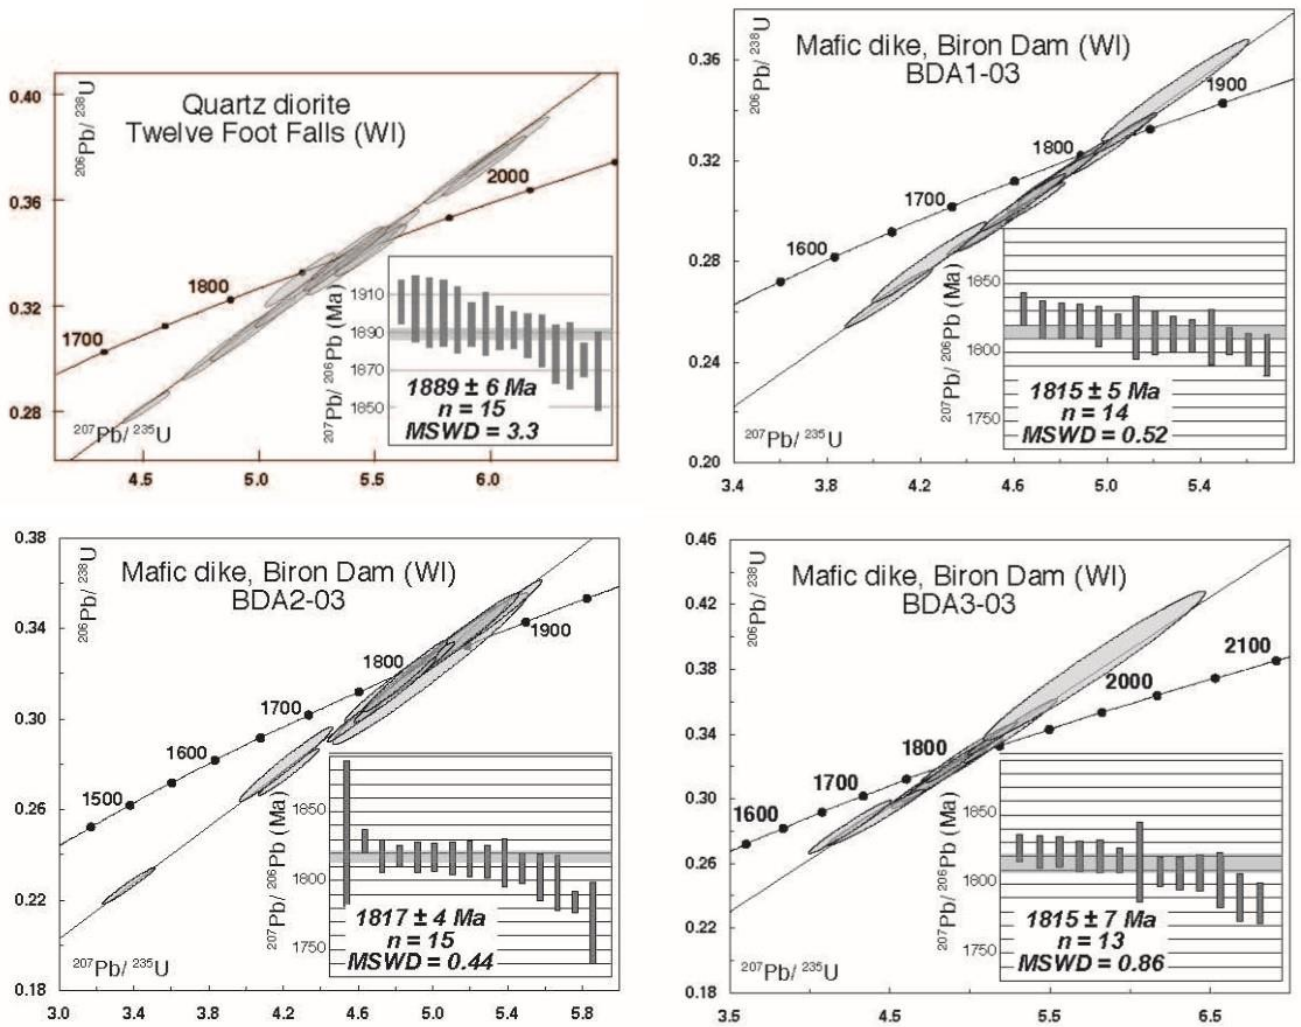 Quartz diorite
Twelve Foot Falls (WI)
²⁰⁶Pb/ ²³⁸U
0.40
0.36
0.32
0.28
1700
1800
2000
²⁰⁷Pb/ ²³⁵U
4.5
5.0
5.5
6.0
²⁰⁷Pb/ ²⁰⁶Pb (Ma)
1910
1890
1870
1850
1889 ± 6 Ma
n = 15
MSWD = 3.3
Mafic dike, Biron Dam (WI)
BDA1-03
²⁰⁶Pb/ ²³⁸U
0.36
0.32
0.28
0.24
0.20
1600
1700
1800
1900
²⁰⁷Pb/ ²³⁵U
3.4
3.8
4.2
4.6
5.0
5.4
²⁰⁷Pb/ ²⁰⁶Pb (Ma)
1850
1800
1750
1815 ± 5 Ma
n = 14
MSWD = 0.52
Mafic dike, Biron Dam (WI)
BDA2-03
²⁰⁶Pb/ ²³⁸U
0.38
0.34
0.30
0.26
0.22
0.18
1500
1600
1700
1800
1900
²⁰⁷Pb/ ²³⁵U
3.0
3.4
3.8
4.2
4.6
5.0
5.4
5.8
²⁰⁷Pb/ ²⁰⁶Pb (Ma)
1850
1800
1750
1817 ± 4 Ma
n = 15
MSWD = 0.44
Mafic dike, Biron Dam (WI)
BDA3-03
²⁰⁶Pb/ ²³⁸U
0.46
0.42
0.38
0.34
0.30
0.26
0.22
0.18
1600
1700
1800
2000
2100
²⁰⁷Pb/ ²³⁵U
3.5
4.5
5.5
6.5
²⁰⁷Pb/ ²⁰⁶Pb (Ma)
1850
1800
1750
1815 ± 7 Ma
n = 13
MSWD = 0.86